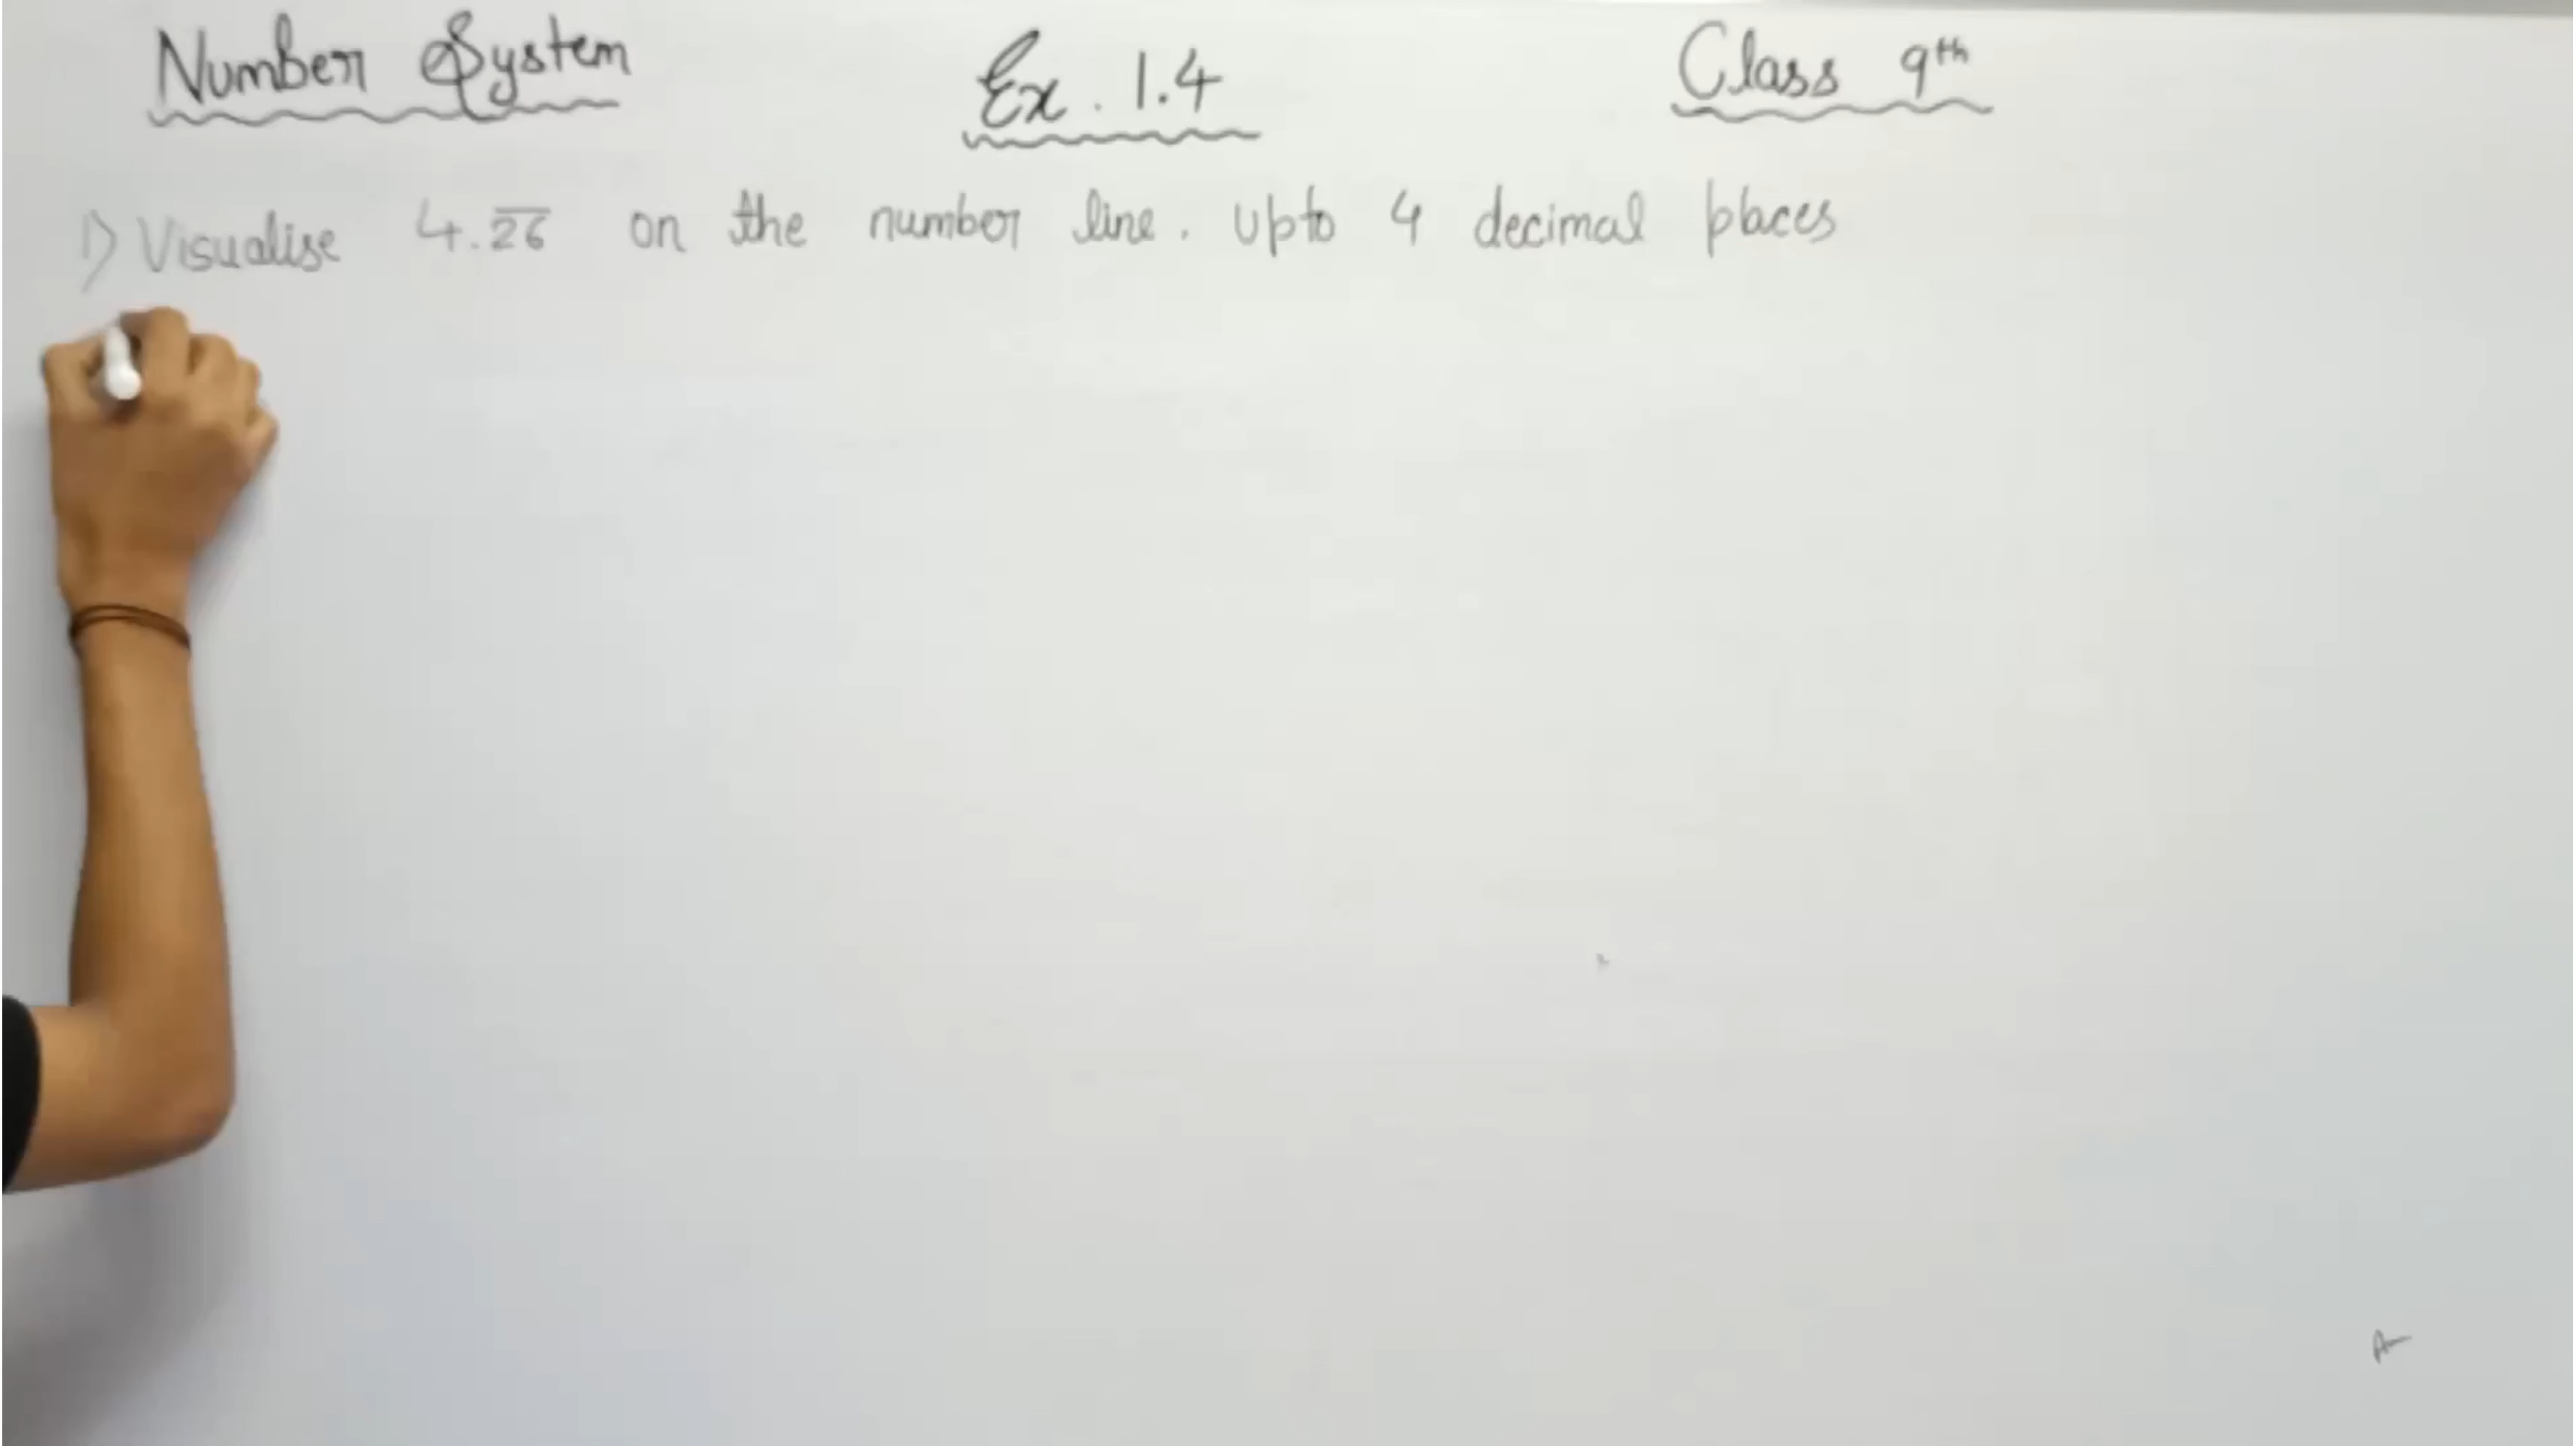 Number System Ex. 1.4 Class 9th
1) Visualise 4.2̅6̅ on the number line. upto 4 decimal places